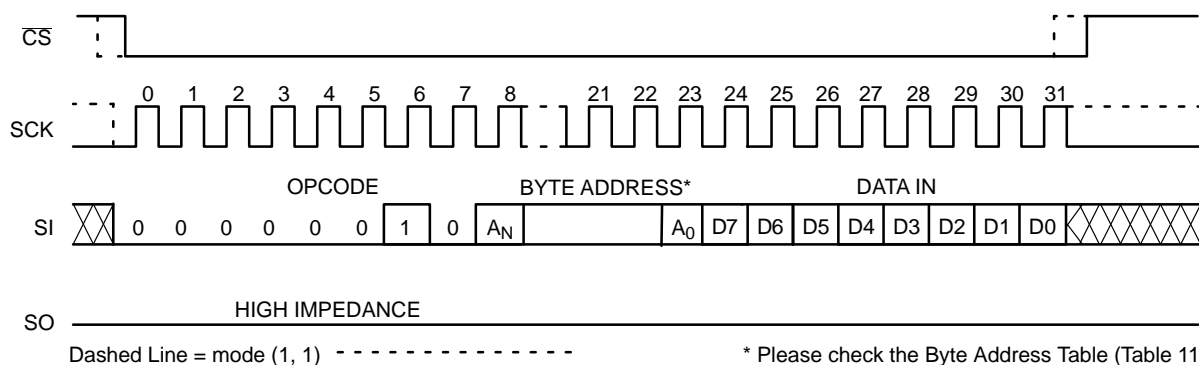 CS
0 1 2 3 4 5 6 7 8 21 22 23 24 25 26 27 28 29 30 31
SCK
OPCODE BYTE ADDRESS* DATA IN
SI 0 0 0 0 0 0 1 0 AN A0 D7 D6 D5 D4 D3 D2 D1 D0
HIGH IMPEDANCE
SO
Dashed Line = mode (1, 1) * Please check the Byte Address Table (Table 11